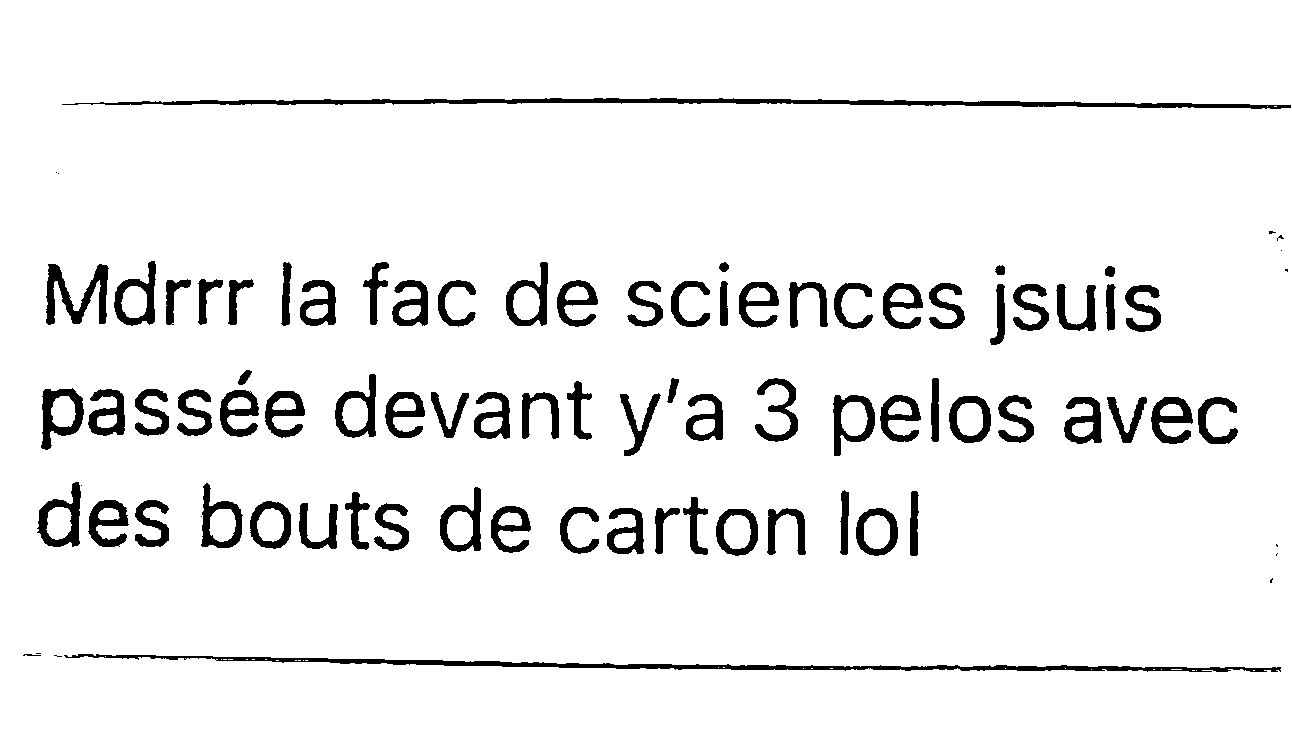 Mdrrr la fac de sciences jsuis
passée devant y'a 3 pelos avec
des bouts de carton lol